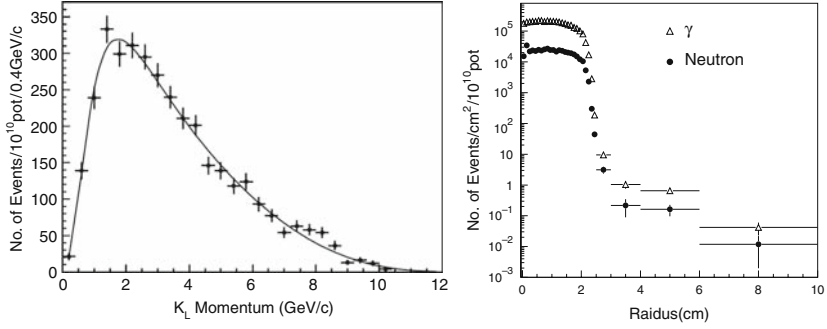 No. of Events/10^10pot/0.4GeV/c
350
300
250
200
150
100
50
0
0 2 4 6 8 10 12
K_L Momentum (GeV/c)
No. of Events/cm^2/10^10pot
10^5
10^4
10^3
10^2
10
1
10^-1
10^-2
10^-3
γ
Neutron
0 2 4 6 8 10
Raidus(cm)